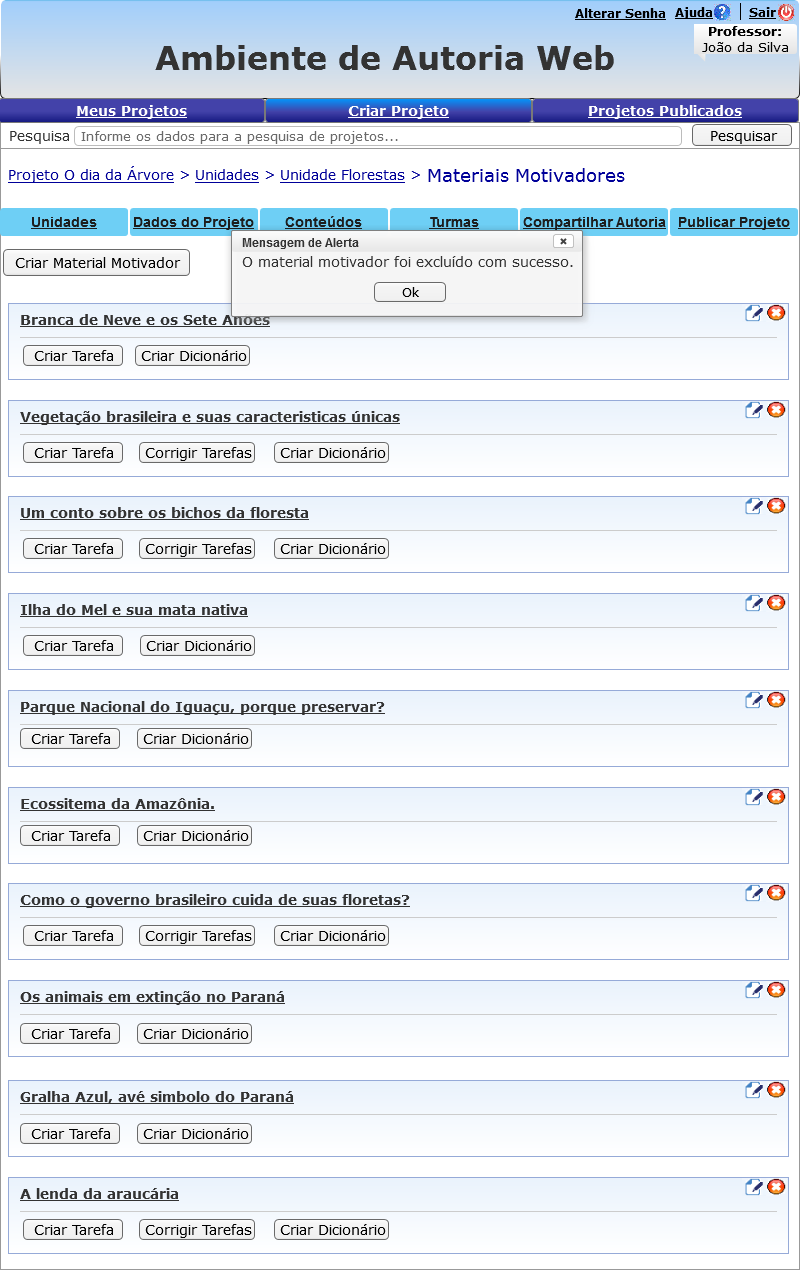 Alterar Senha Ajuda Sair
Professor:
João da Silva
Ambiente de Autoria Web
Meus Projetos Criar Projeto Projetos Publicados
Pesquisa Informe os dados para a pesquisa de projetos... Pesquisar
Projeto O dia da Árvore > Unidades > Unidade Florestas > Materiais Motivadores
Unidades Dados do Projeto Conteúdos Turmas Compartilhar Autoria Publicar Projeto
Mensagem de Alerta
O material motivador foi excluído com sucesso.
Ok
Criar Material Motivador
Branca de Neve e os Sete Anões
Criar Tarefa Criar Dicionário
Vegetação brasileira e suas caracteristicas únicas
Criar Tarefa Corrigir Tarefas Criar Dicionário
Um conto sobre os bichos da floresta
Criar Tarefa Corrigir Tarefas Criar Dicionário
Ilha do Mel e sua mata nativa
Criar Tarefa Criar Dicionário
Parque Nacional do Iguaçu, porque preservar?
Criar Tarefa Criar Dicionário
Ecossitema da Amazônia.
Criar Tarefa Criar Dicionário
Como o governo brasileiro cuida de suas floretas?
Criar Tarefa Corrigir Tarefas Criar Dicionário
Os animais em extinção no Paraná
Criar Tarefa Criar Dicionário
Gralha Azul, avé simbolo do Paraná
Criar Tarefa Criar Dicionário
A lenda da araucária
Criar Tarefa Corrigir Tarefas Criar Dicionário